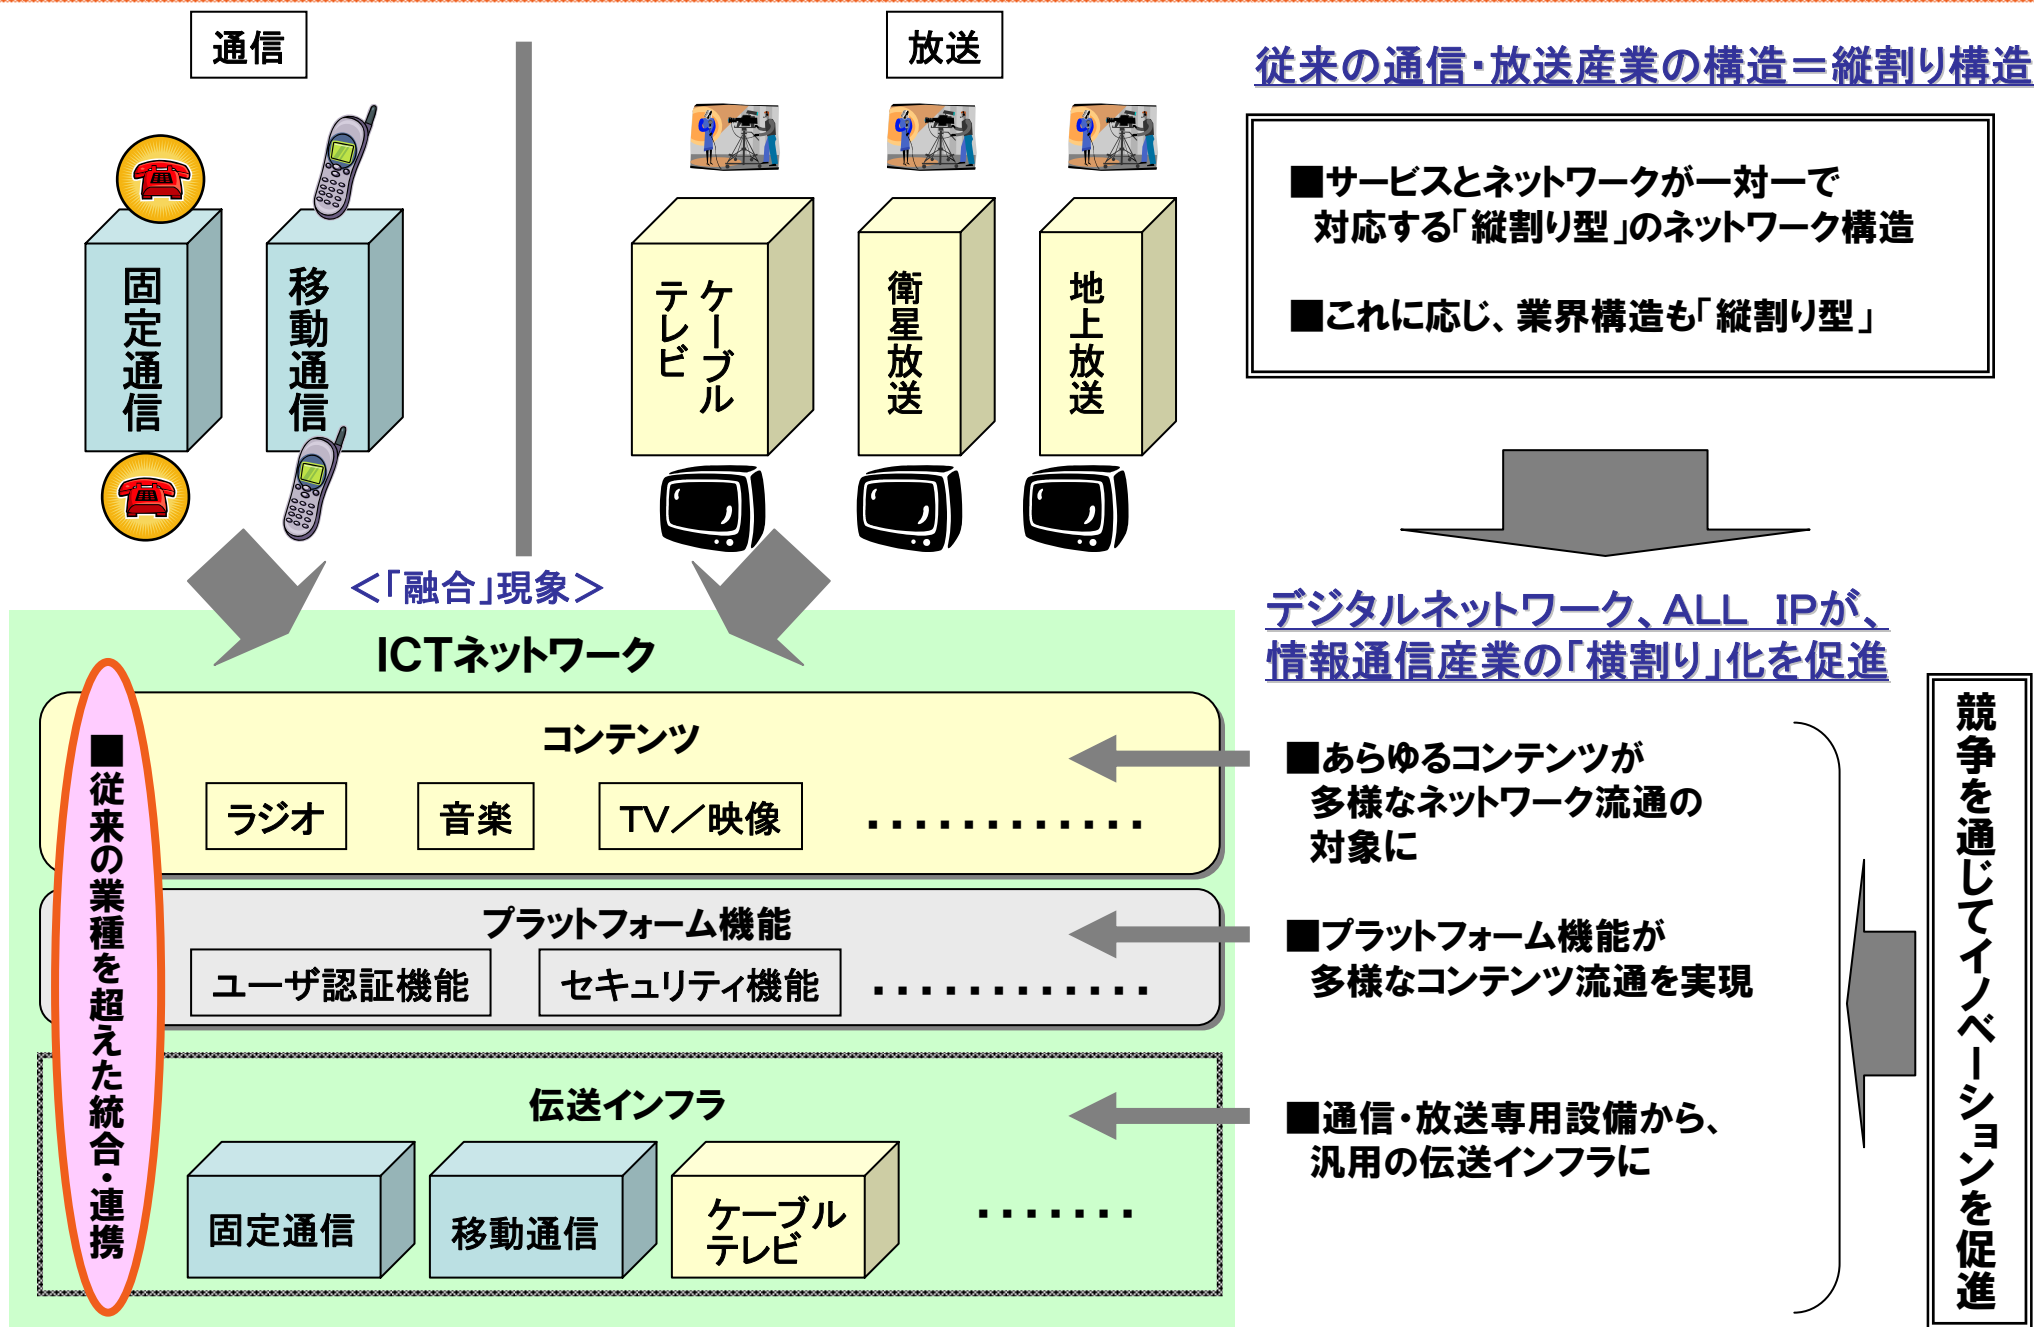 通信
放送
固定通信
移動通信
ケーブル
テレビ
衛星放送
地上放送
従来の通信・放送産業の構造＝縦割り構造
■サービスとネットワークが一対一で
対応する「縦割り型」のネットワーク構造
■これに応じ、業界構造も「縦割り型」
＜「融合」現象＞
デジタルネットワーク、ALL IPが、
情報通信産業の「横割り」化を促進
ICTネットワーク
■従来の業種を超えた統合・連携
コンテンツ
ラジオ
音楽
TV／映像
････････････
プラットフォーム機能
ユーザ認証機能
セキュリティ機能
････････････
伝送インフラ
固定通信
移動通信
ケーブル
テレビ
･･･････
■あらゆるコンテンツが
多様なネットワーク流通の
対象に
■プラットフォーム機能が
多様なコンテンツ流通を実現
■通信・放送専用設備から、
汎用の伝送インフラに
競争を通じてイノベーションを促進